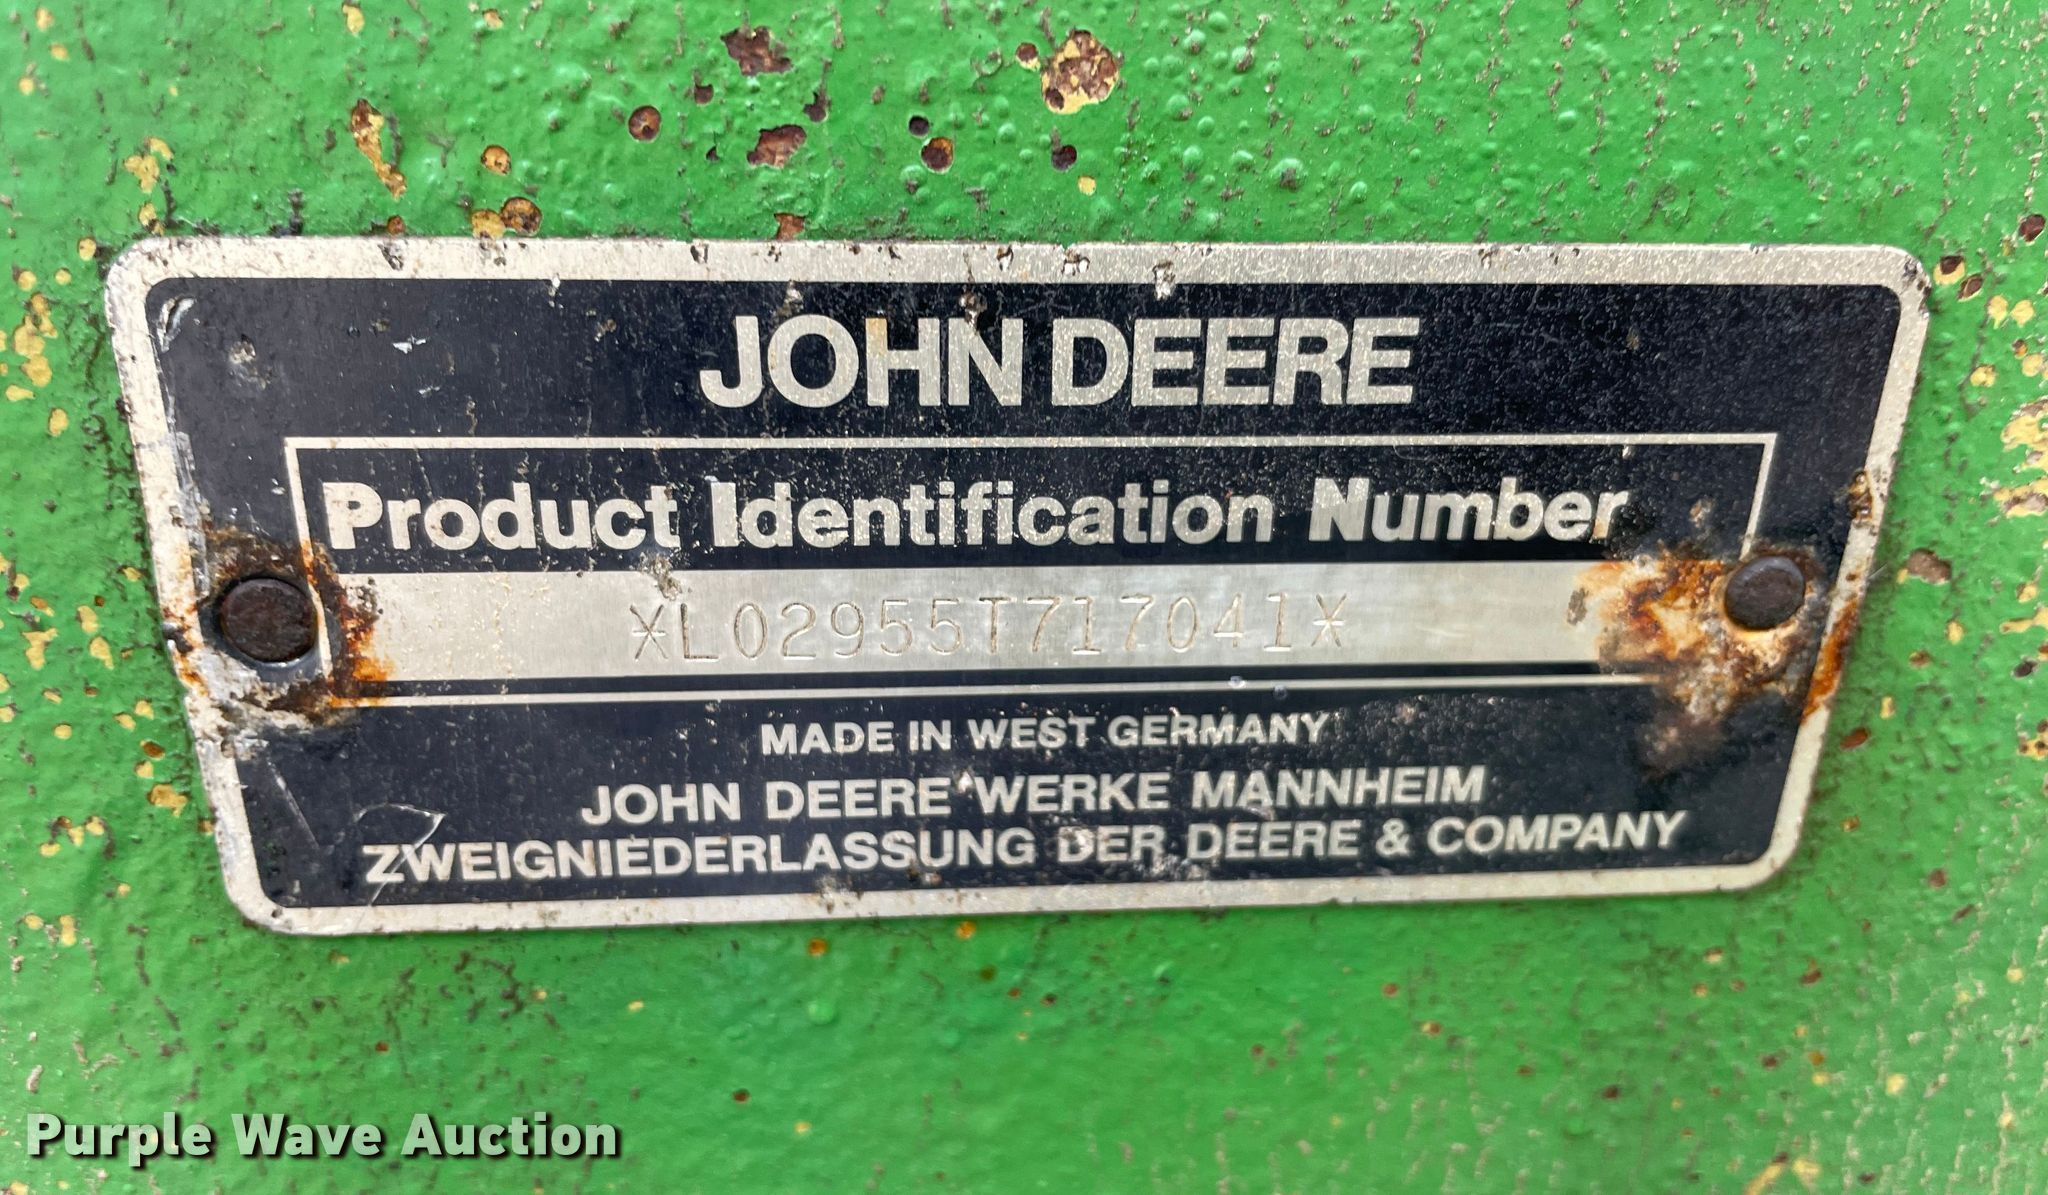 JOHN DEERE
Product Identification Number
*L02955T717041*
MADE IN WEST GERMANY
JOHN DEERE WERKE MANNHEIM
ZWEIGNIEDERLASSUNG DER DEERE & COMPANY
Purple Wave Auction